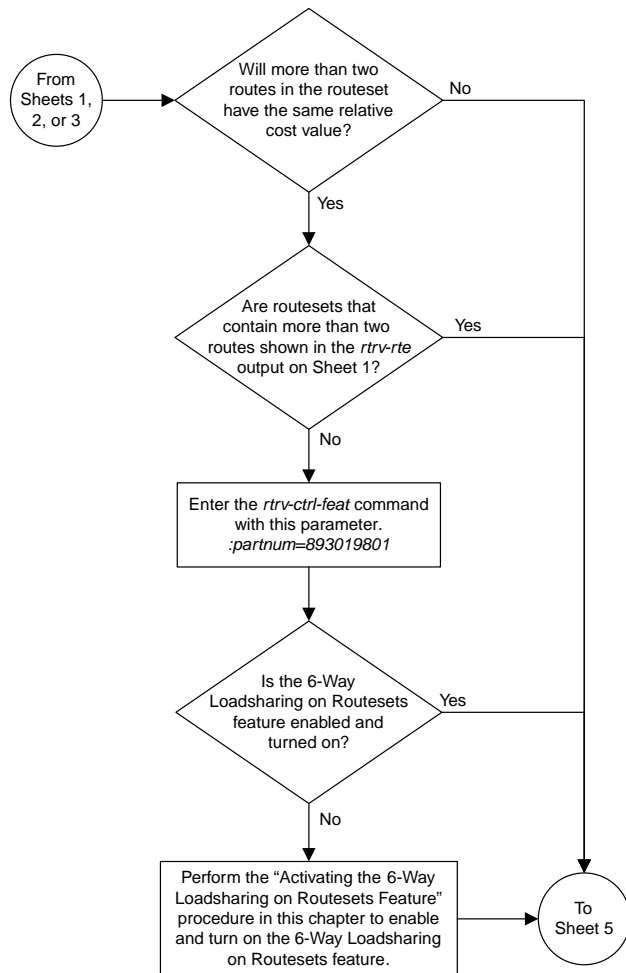 From
Sheets 1,
2, or 3
Will more than two
routes in the routeset
have the same relative
cost value?
No
Yes
Are routesets that
contain more than two
routes shown in the rtrv-rte
output on Sheet 1?
Yes
No
Enter the rtrv-ctrl-feat command
with this parameter.
:partnum=893019801
Is the 6-Way
Loadsharing on Routesets
feature enabled and
turned on?
Yes
No
Perform the “Activating the 6-Way
Loadsharing on Routesets Feature”
procedure in this chapter to enable
and turn on the 6-Way Loadsharing
on Routesets feature.
To
Sheet 5